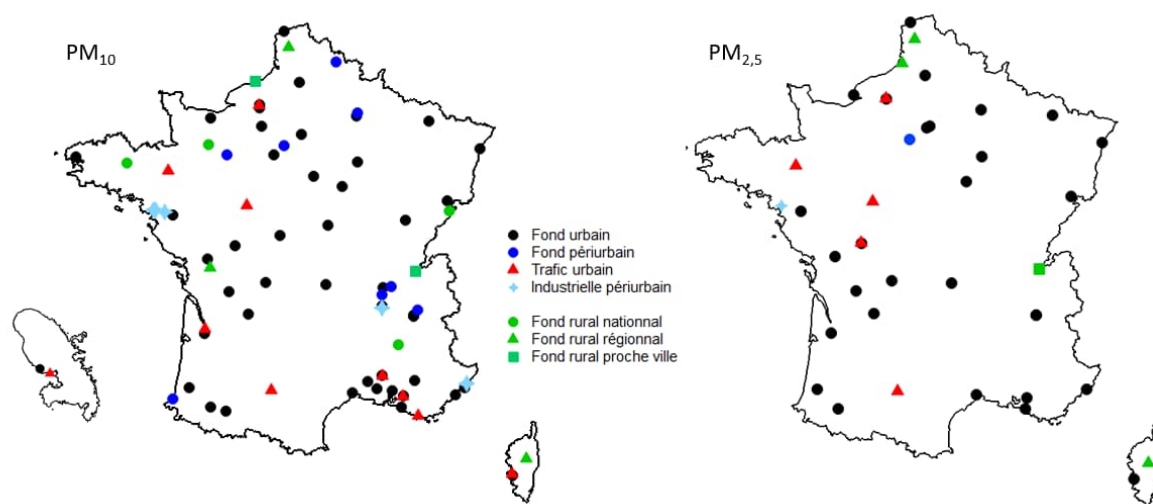 PM10
PM2,5
Fond urbain
Fond périurbain
Trafic urbain
Industrielle périurbain
Fond rural nationnal
Fond rural régionnal
Fond rural proche ville